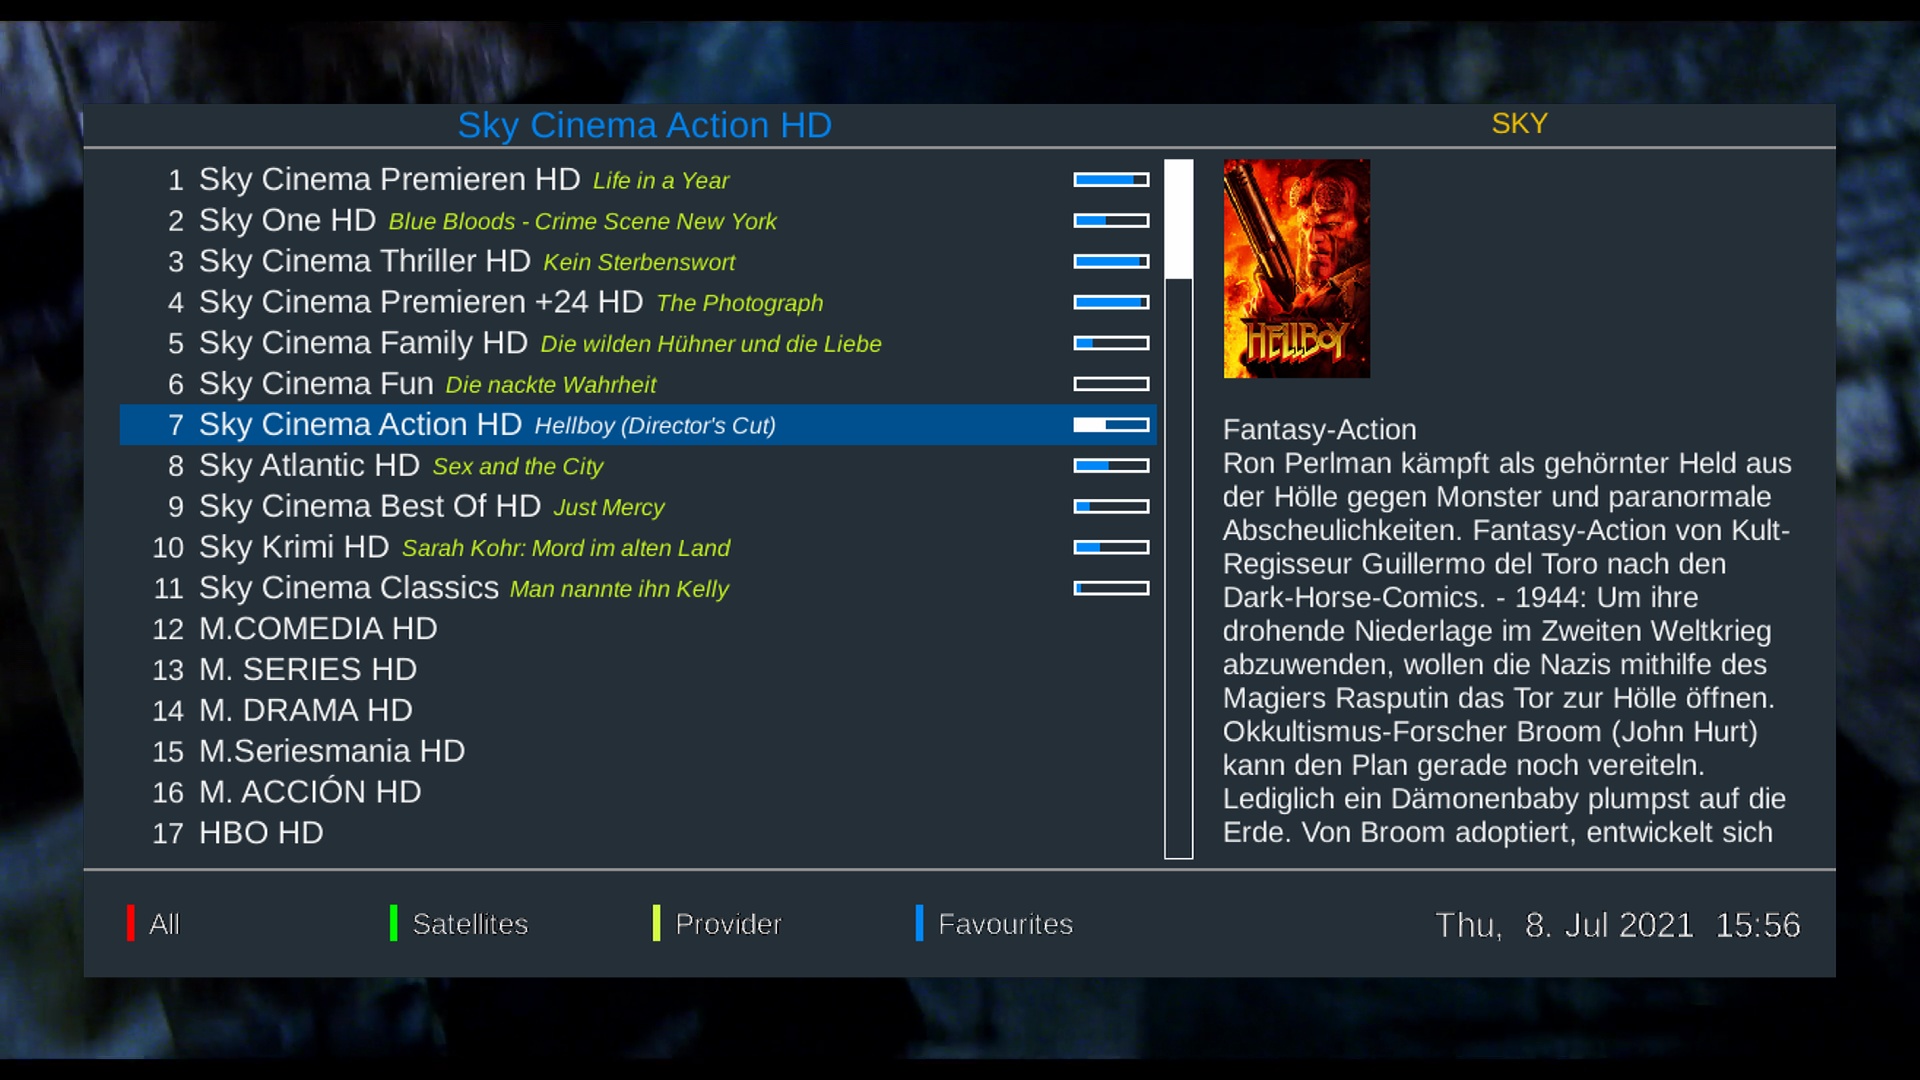 Sky Cinema Action HD
SKY
1 Sky Cinema Premieren HD Life in a Year
2 Sky One HD Blue Bloods - Crime Scene New York
3 Sky Cinema Thriller HD Kein Sterbenswort
4 Sky Cinema Premieren +24 HD The Photograph
5 Sky Cinema Family HD Die wilden Hühner und die Liebe
6 Sky Cinema Fun Die nackte Wahrheit
7 Sky Cinema Action HD Hellboy (Director's Cut)
8 Sky Atlantic HD Sex and the City
9 Sky Cinema Best Of HD Just Mercy
10 Sky Krimi HD Sarah Kohr: Mord im alten Land
11 Sky Cinema Classics Man nannte ihn Kelly
12 M.COMEDIA HD
13 M. SERIES HD
14 M. DRAMA HD
15 M.Seriesmania HD
16 M. ACCIÓN HD
17 HBO HD
HELLBOY
Fantasy-Action
Ron Perlman kämpft als gehörnter Held aus
der Hölle gegen Monster und paranormale
Abscheulichkeiten. Fantasy-Action von Kult-
Regisseur Guillermo del Toro nach den
Dark-Horse-Comics. - 1944: Um ihre
drohende Niederlage im Zweiten Weltkrieg
abzuwenden, wollen die Nazis mithilfe des
Magiers Rasputin das Tor zur Hölle öffnen.
Okkultismus-Forscher Broom (John Hurt)
kann den Plan gerade noch vereiteln.
Lediglich ein Dämonenbaby plumpst auf die
Erde. Von Broom adoptiert, entwickelt sich
All
Satellites
Provider
Favourites
Thu, 8. Jul 2021 15:56